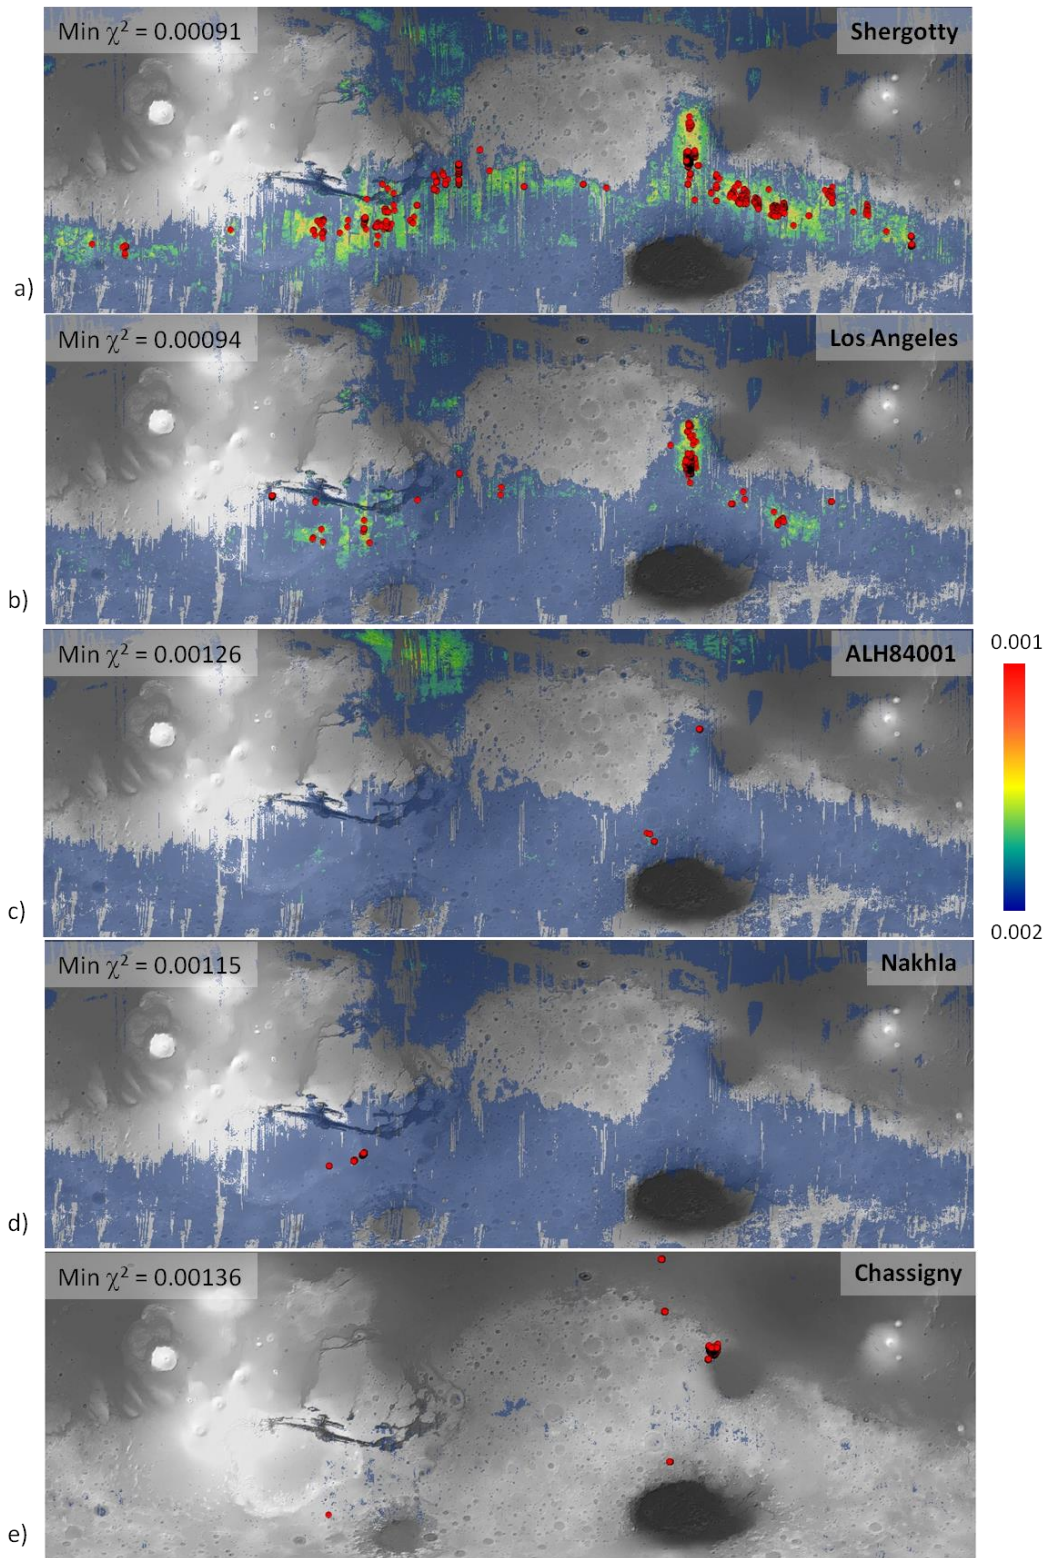 Min χ² = 0.00091
Shergotty
a)
Min χ² = 0.00094
Los Angeles
b)
Min χ² = 0.00126
ALH84001
0.001
c)
0.002
Min χ² = 0.00115
Nakhla
d)
Min χ² = 0.00136
Chassigny
e)